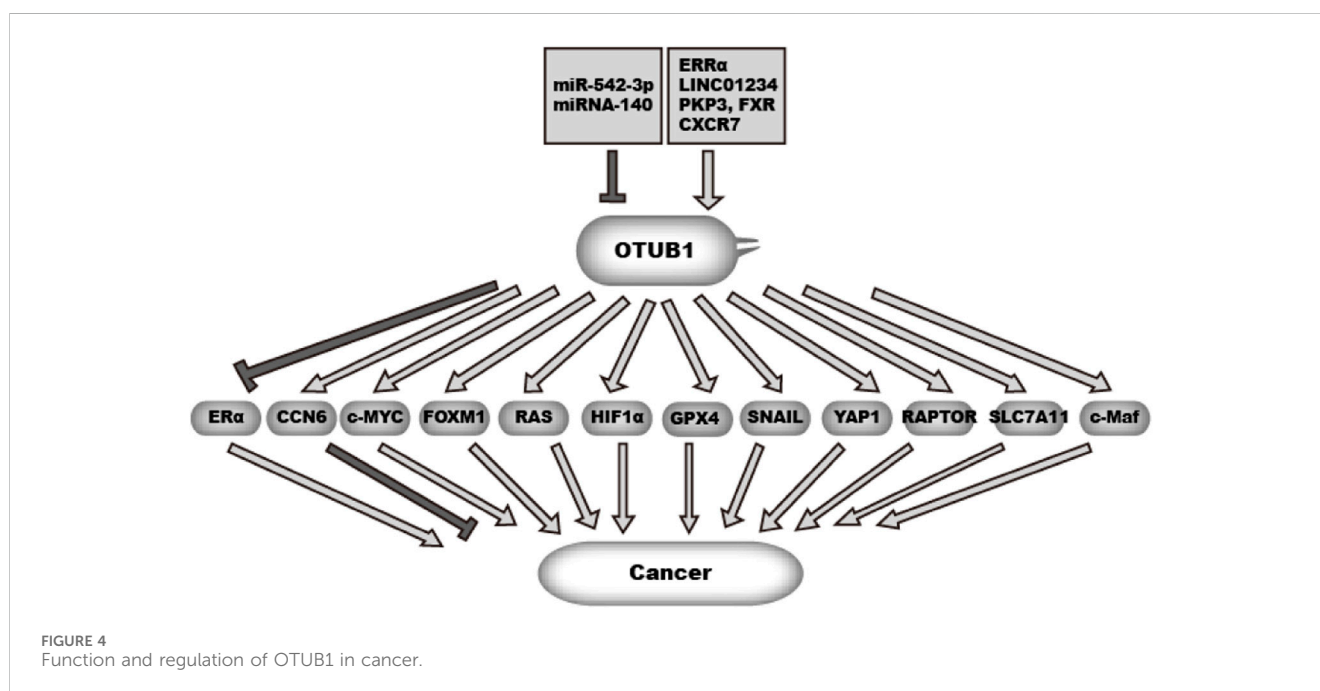 miR-542-3p
miRNA-140
ERRα
LINC01234
PKP3, FXR
CXCR7
OTUB1
ERα
CCN6
c-MYC
FOXM1
RAS
HIF1α
GPX4
SNAIL
YAP1
RAPTOR
SLC7A11
c-Maf
Cancer
FIGURE 4
Function and regulation of OTUB1 in cancer.